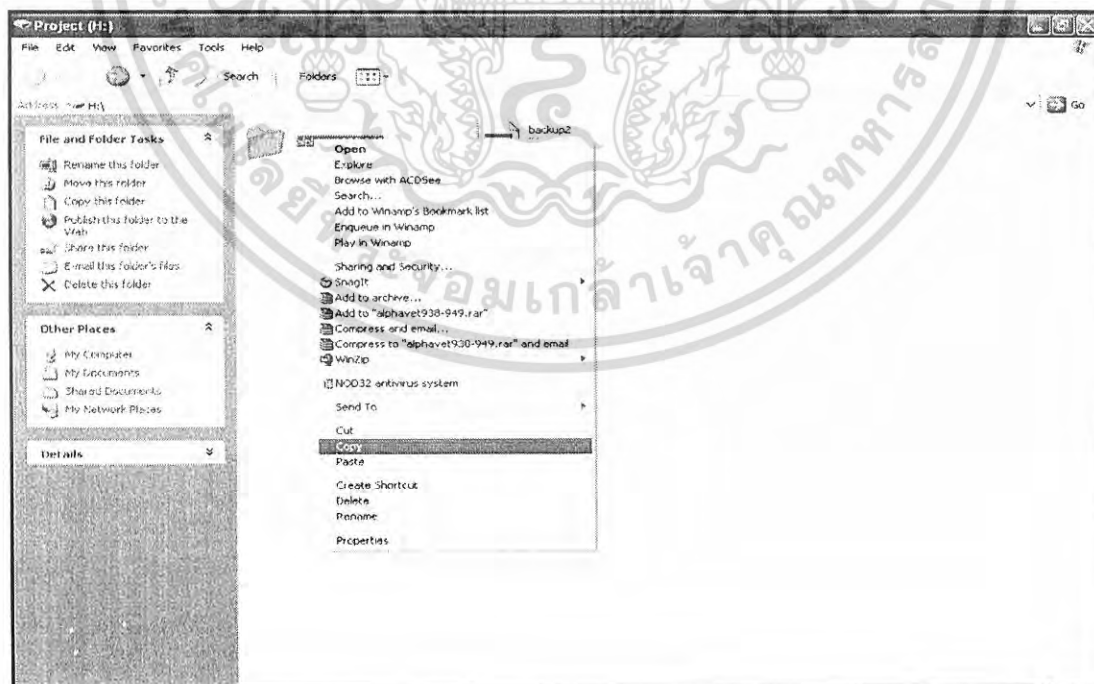 Project (H:)
File Edit View Favorites Tools Help
Search Folders
Address H:\
Go
File and Folder Tasks
Rename this folder
Move this folder
Copy this folder
Publish this folder to the
Web
Share this folder
E-mail this folder's files
Delete this folder
Other Places
My Computer
My Documents
Shared Documents
My Network Places
Details
backup2
Open
Explore
Browse with ACDSee
Search...
Add to Winamp's Bookmark list
Enqueue in Winamp
Play in Winamp
Sharing and Security...
SnagIt
Add to archive...
Add to "alphavet938-949.rar"
Compress and email...
Compress to "alphavet938-949.rar" and email
WinZip
NOD32 antivirus system
Send To
Cut
Copy
Paste
Create Shortcut
Delete
Rename
Properties